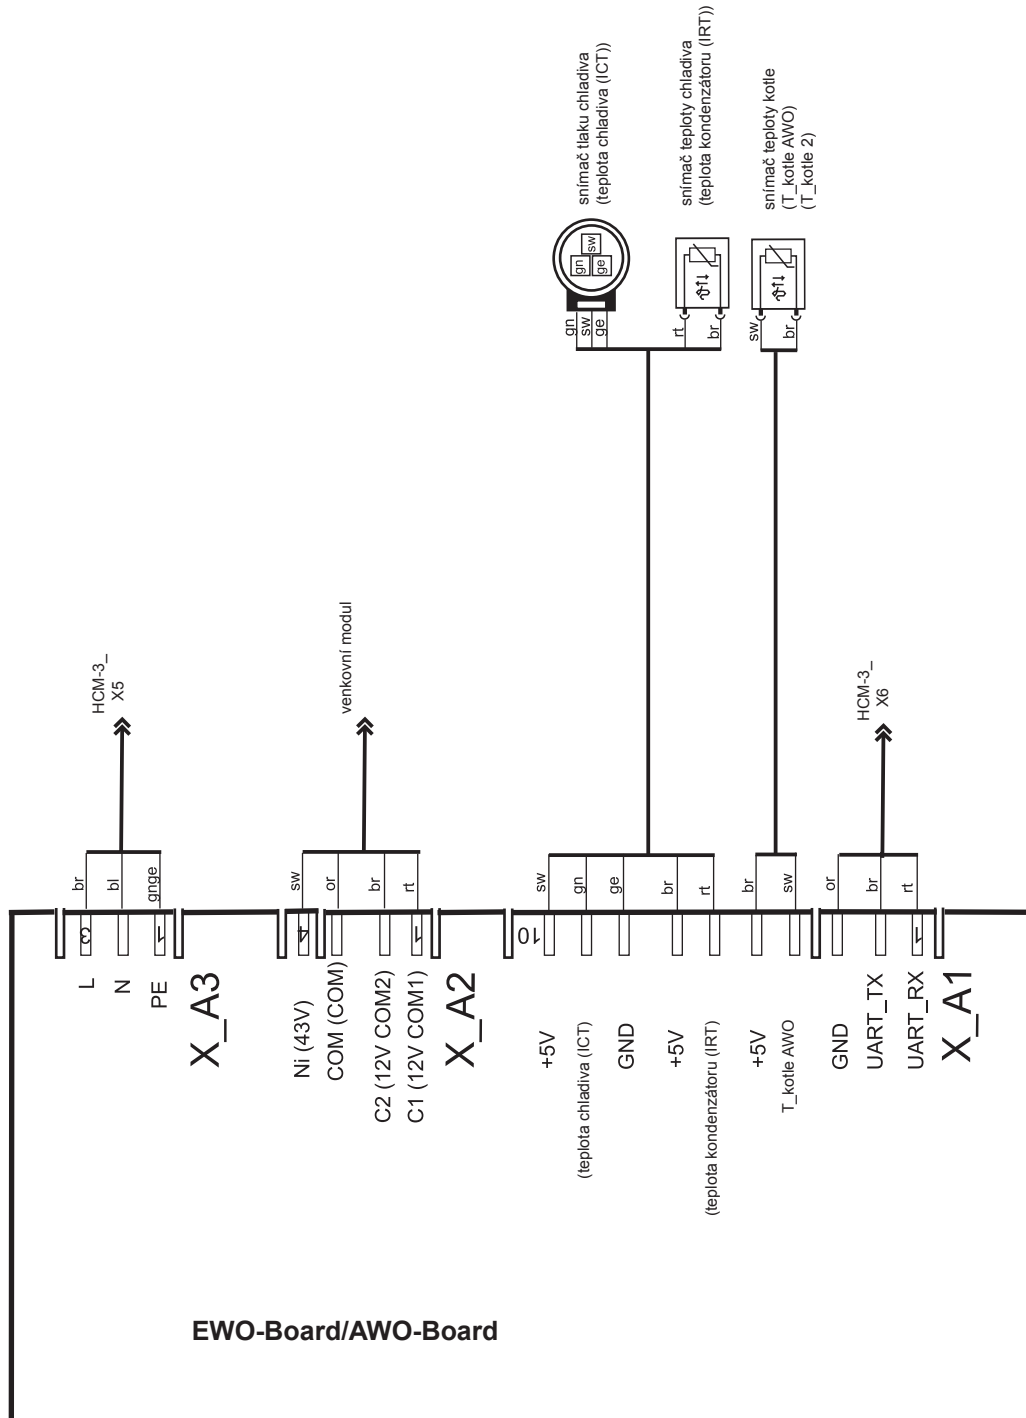 snímač tlaku chladiva
(teplota chladiva (ICT))
snímač teploty chladiva
(teplota kondenzátoru (IRT))
snímač teploty kotle
(T_kotle AWO)
(T_kotle 2)
gn
sw
ge
gn
sw
ge
rt
br
sw
br
HCM-3_
X5
venkovní modul
HCM-3_
X6
br
bl
gnge
sw
or
br
rt
sw
gn
ge
br
rt
br
sw
or
br
rt
3
1
4
1
10
1
L
N
PE
X_A3
Ni (43V)
COM (COM)
C2 (12V COM2)
C1 (12V COM1)
X_A2
+5V
(teplota chladiva (ICT)
GND
+5V
(teplota kondenzátoru (IRT)
+5V
T_kotle AWO
GND
UART_TX
UART_RX
X_A1
EWO-Board/AWO-Board